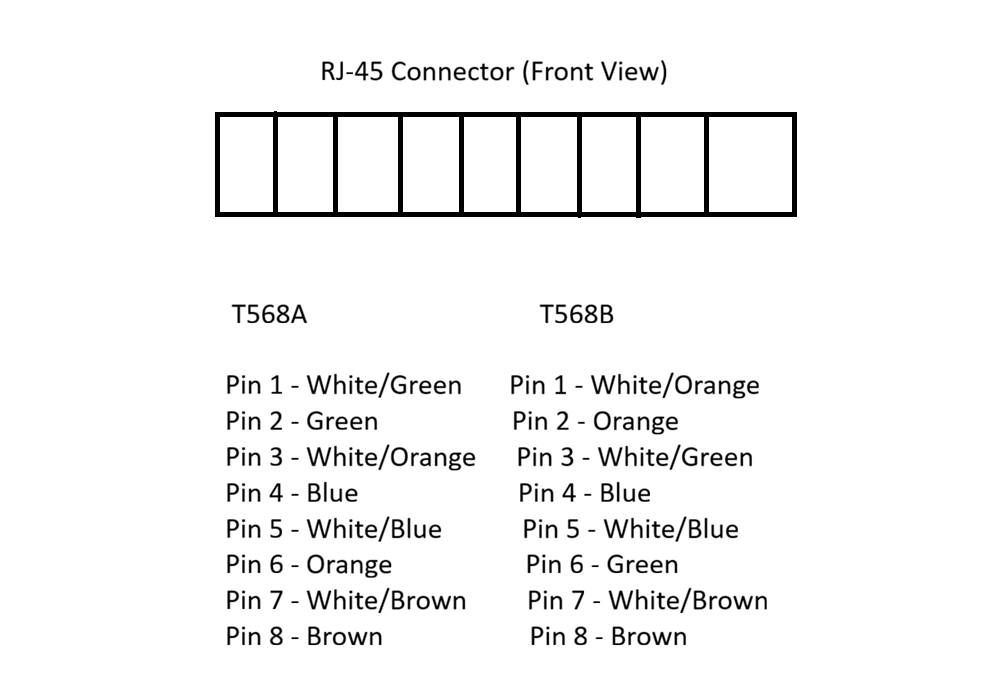 RJ-45 Connector (Front View)
T568A
Pin 1 - White/Green
Pin 2 - Green
Pin 3 - White/Orange
Pin 4 - Blue
Pin 5 - White/Blue
Pin 6 - Orange
Pin 7 - White/Brown
Pin 8 - Brown
T568B
Pin 1 - White/Orange
Pin 2 - Orange
Pin 3 - White/Green
Pin 4 - Blue
Pin 5 - White/Blue
Pin 6 - Green
Pin 7 - White/Brown
Pin 8 - Brown